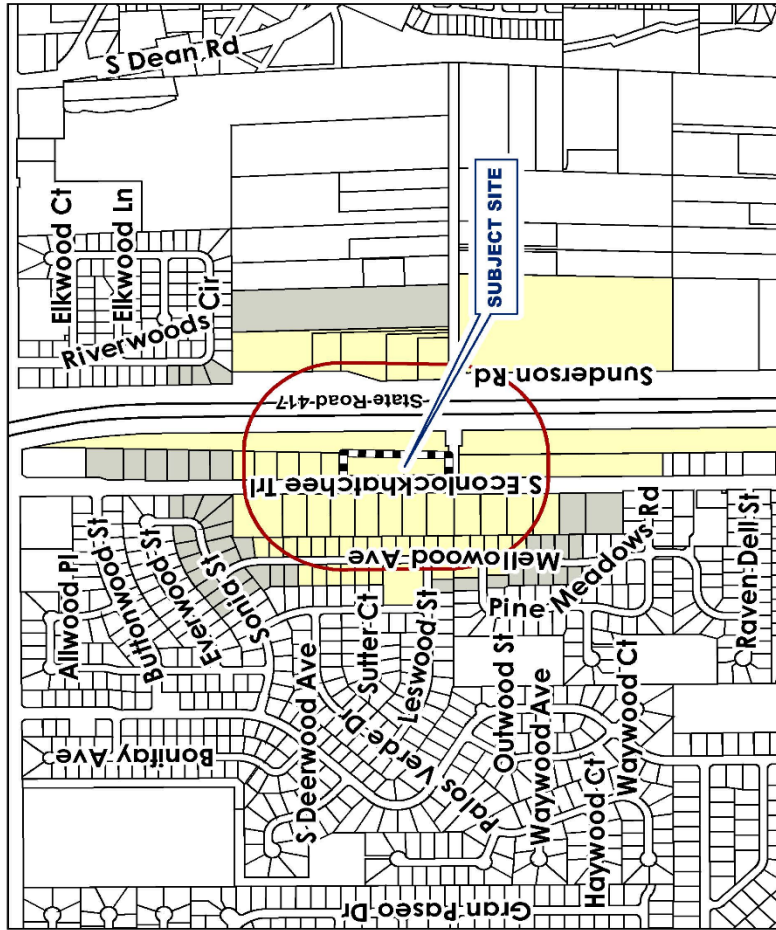 S Dean Rd
Elkwood Ct
Elkwood Ln
Riverwoods Cir
SUBJECT SITE
Sunderson Rd
State Road 417
S Econlockhatchee Trl
Mellowood Ave
Allwood Pl
Buttonwood St
Everwood St
Sonia St
Pine Meadows Rd
Raven Dell St
Sutter Ct
Leswood St
S Deerwood Ave
Palos Verde Dr
Outwood St
Waywood Ave
Waywood Ct
Haywood Ct
Bonifay Ave
Gran Paseo Dr